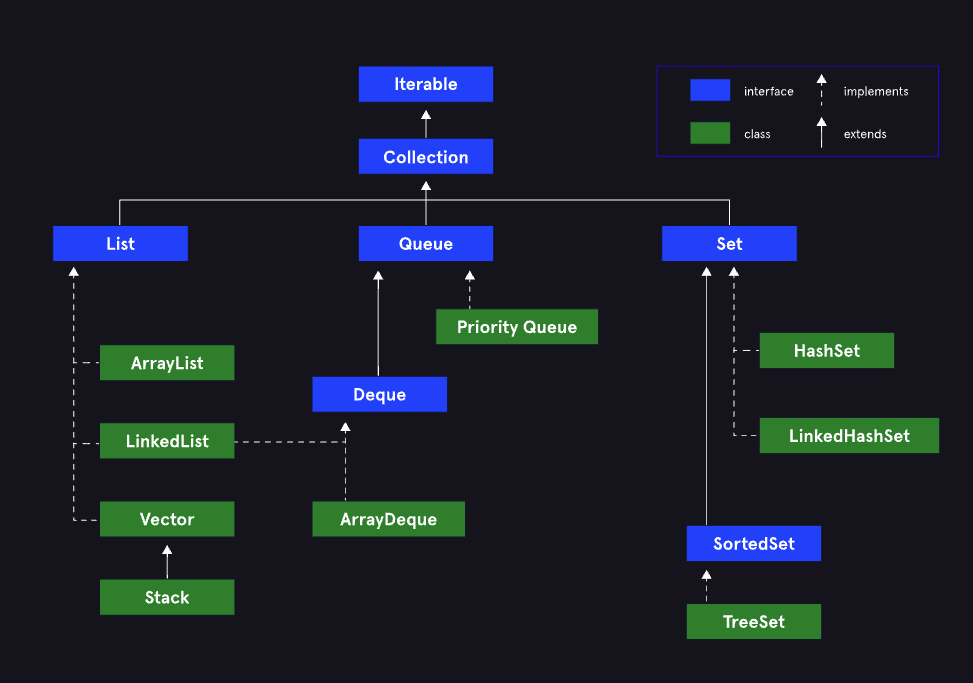 Iterable
interface
implements
class
extends
Collection
List
Queue
Set
Priority Queue
HashSet
ArrayList
Deque
LinkedList
LinkedHashSet
Vector
ArrayDeque
SortedSet
Stack
TreeSet